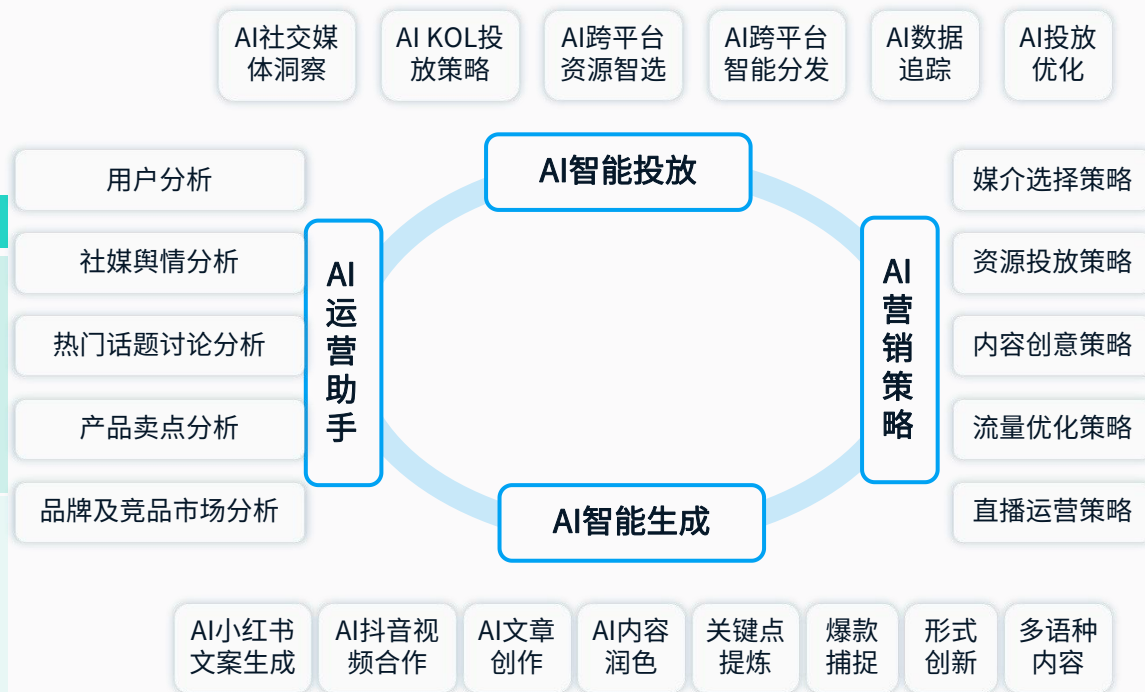 AI社交媒
体洞察
AI KOL投
放策略
AI跨平台
资源智选
AI跨平台
智能分发
AI数据
追踪
AI投放
优化
AI智能投放
用户分析
社媒舆情分析
热门话题讨论分析
产品卖点分析
品牌及竞品市场分析
AI
运
营
助
手
AI
营
销
策
略
媒介选择策略
资源投放策略
内容创意策略
流量优化策略
直播运营策略
AI智能生成
AI小红书
文案生成
AI抖音视
频合作
AI文章
创作
AI内容
润色
关键点
提炼
爆款
捕捉
形式
创新
多语种
内容